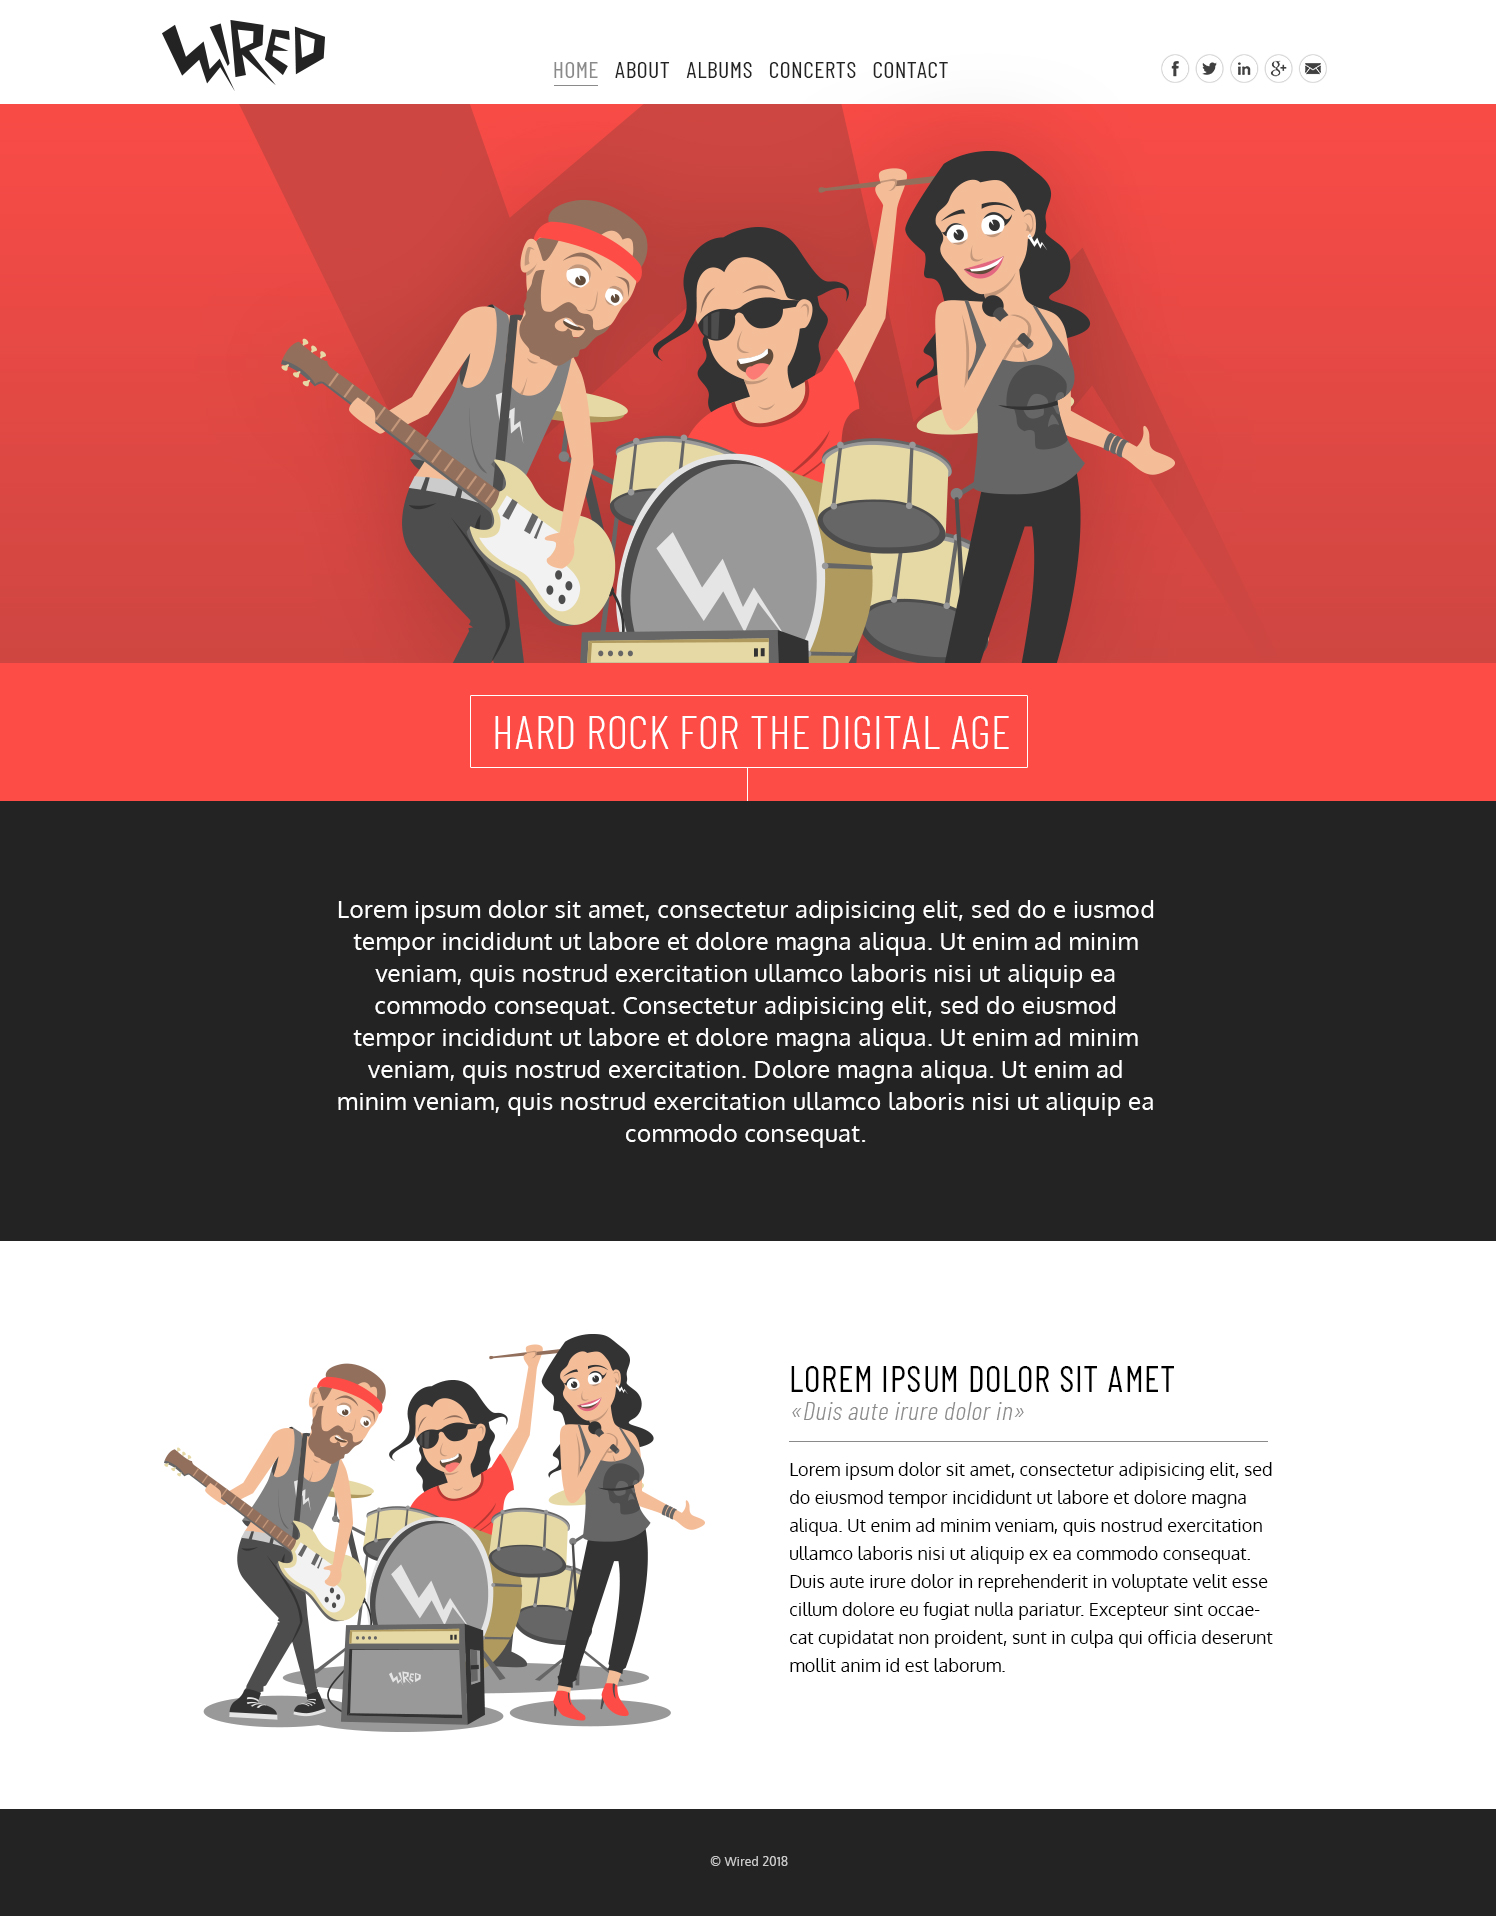 WIRED
HOME ABOUT ALBUMS CONCERTS CONTACT
f in g+
HARD ROCK FOR THE DIGITAL AGE
Lorem ipsum dolor sit amet, consectetur adipisicing elit, sed do e iusmod
tempor incididunt ut labore et dolore magna aliqua. Ut enim ad minim
veniam, quis nostrud exercitation ullamco laboris nisi ut aliquip ea
commodo consequat. Consectetur adipisicing elit, sed do eiusmod
tempor incididunt ut labore et dolore magna aliqua. Ut enim ad minim
veniam, quis nostrud exercitation. Dolore magna aliqua. Ut enim ad
minim veniam, quis nostrud exercitation ullamco laboris nisi ut aliquip ea
commodo consequat.
LOREM IPSUM DOLOR SIT AMET
«Duis aute irure dolor in»
Lorem ipsum dolor sit amet, consectetur adipisicing elit, sed
do eiusmod tempor incididunt ut labore et dolore magna
aliqua. Ut enim ad minim veniam, quis nostrud exercitation
ullamco laboris nisi ut aliquip ex ea commodo consequat.
Duis aute irure dolor in reprehenderit in voluptate velit esse
cillum dolore eu fugiat nulla pariatur. Excepteur sint occae-
cat cupidatat non proident, sunt in culpa qui officia deserunt
mollit anim id est laborum.
WIRED
© Wired 2018